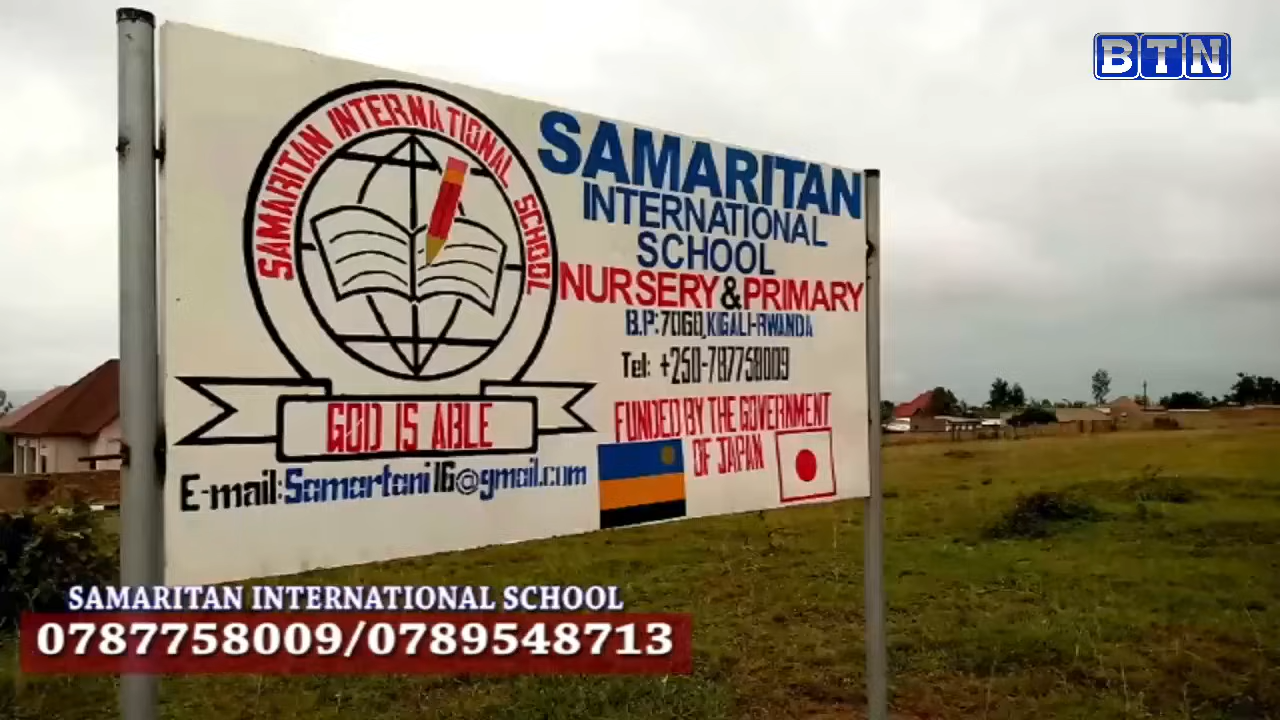 BTN
SAMARITAN INTERNATIONAL SCHOOL
GOD IS ABLE
E-mail:Samartani16@gmail.com
SAMARITAN
INTERNATIONAL
SCHOOL
NURSERY&PRIMARY
B.P:7060,KIGALI-RWANDA
Tel: +250-787758009
FUNDED BY THE GOVERNMENT
OF JAPAN
SAMARITAN INTERNATIONAL SCHOOL
0787758009/0789548713